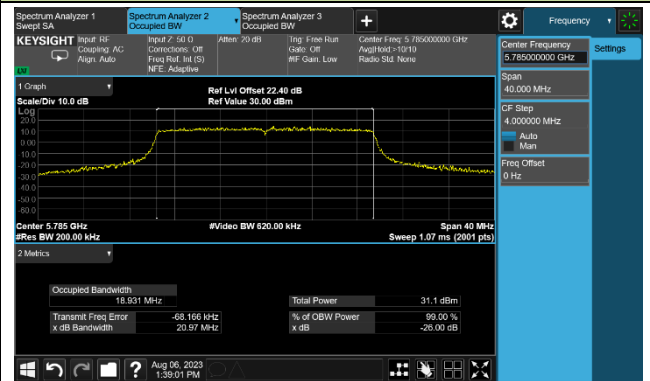 Spectrum Analyzer 1
Swept SA
Spectrum Analyzer 2
Occupied BW
Spectrum Analyzer 3
Occupied BW
+
Frequency
KEYSIGHT
Input: RF
Coupling: AC
Align: Auto
Input Z: 50 Ω
Corrections: Off
Freq Ref: Int (S)
NFE: Adaptive
Atten: 20 dB
Trig: Free Run
Gate: Off
#IF Gain: Low
Center Freq: 5.785000000 GHz
Avg|Hold:>10/10
Radio Std: None
LM
Center Frequency
5.785000000 GHz
Settings
Span
40.000 MHz
CF Step
4.000000 MHz
Auto
Man
Freq Offset
0 Hz
1 Graph
Scale/Div 10.0 dB
Ref Lvl Offset 22.40 dB
Ref Value 30.00 dBm
Log
20.0
10.0
0.00
-10.0
-20.0
-30.0
-40.0
-50.0
-60.0
Center 5.785 GHz
#Video BW 620.00 kHz
Span 40 MHz
#Res BW 200.00 kHz
Sweep 1.07 ms (2001 pts)
2 Metrics
Occupied Bandwidth
18.931 MHz
Total Power
31.1 dBm
Transmit Freq Error
-68.166 kHz
% of OBW Power
99.00 %
x dB Bandwidth
20.97 MHz
x dB
-26.00 dB
?
Aug 06, 2023
1:39:01 PM